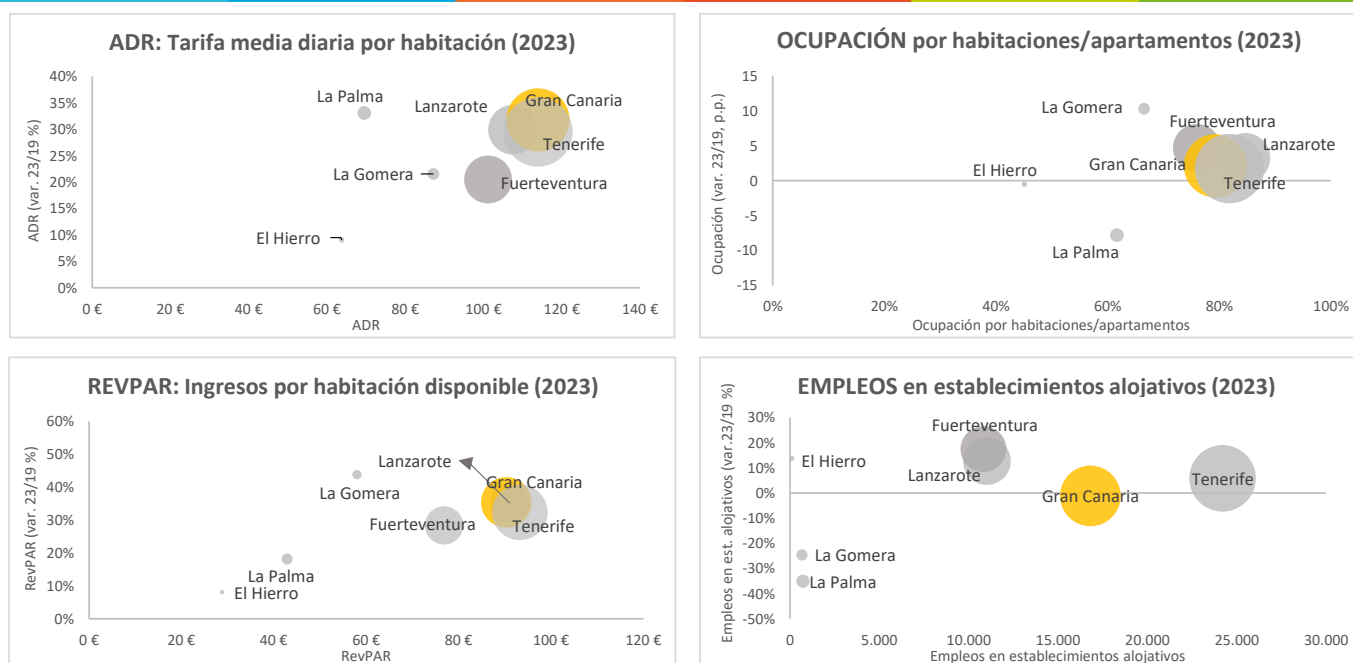 ADR: Tarifa media diaria por habitación (2023)
40%
35%
30%
25%
20%
15%
10%
5%
0%
ADR (var. 23/19 %)
La Palma
Lanzarote
Gran Canaria
Tenerife
La Gomera
Fuerteventura
El Hierro
0 €
20 €
40 €
60 €
80 €
100 €
120 €
140 €
ADR
OCUPACIÓN por habitaciones/apartamentos (2023)
15
10
5
0
-5
-10
-15
Ocupación (var. 23/19, p.p.)
La Gomera
Fuerteventura
Lanzarote
Gran Canaria
El Hierro
Tenerife
La Palma
0%
20%
40%
60%
80%
100%
Ocupación por habitaciones/apartamentos
REVPAR: Ingresos por habitación disponible (2023)
60%
50%
40%
30%
20%
10%
0%
RevPAR (var. 23/19 %)
Lanzarote
Gran Canaria
La Gomera
Fuerteventura
Tenerife
La Palma
El Hierro
0 €
20 €
40 €
60 €
80 €
100 €
120 €
RevPAR
EMPLEOS en establecimientos alojativos (2023)
30%
20%
10%
0%
-10%
-20%
-30%
-40%
-50%
Empleos en est. alojativos (var.23/19 %)
Fuerteventura
El Hierro
Lanzarote
Gran Canaria
Tenerife
La Gomera
La Palma
0
5.000
10.000
15.000
20.000
25.000
30.000
Empleos en establecimientos alojativos